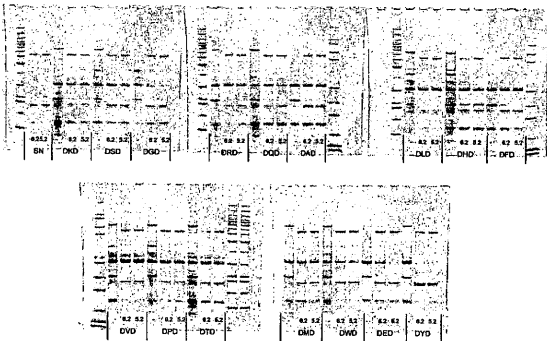 6.2 5.2 6.2 5.2 6.2 5.2 6.2 5.2
SN DKD DSD DGD
6.2 5.2 6.2 5.2 6.2 5.2
DRD DQD DAD
6.2 5.2 6.2 5.2 6.2 5.2
DLD DHD DFD
6.2 5.2 6.2 5.2 6.2 5.2
DVD DPD DTD
6.2 5.2 6.2 5.2 6.2 5.2 6.2 5.2
DMD DWD DED DYD